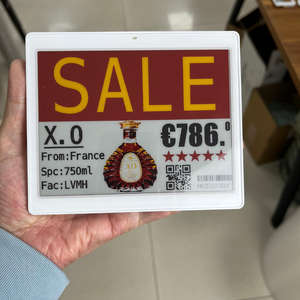 SALE
X.O
€786.0
From:France
Spc:750ml
Fac:LVMH